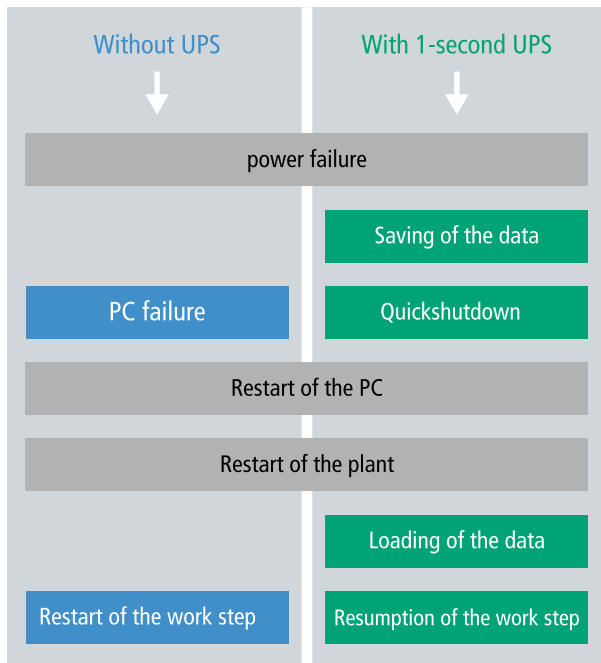 Without UPS
With 1-second UPS
power failure
Saving of the data
PC failure
Quickshutdown
Restart of the PC
Restart of the plant
Loading of the data
Restart of the work step
Resumption of the work step